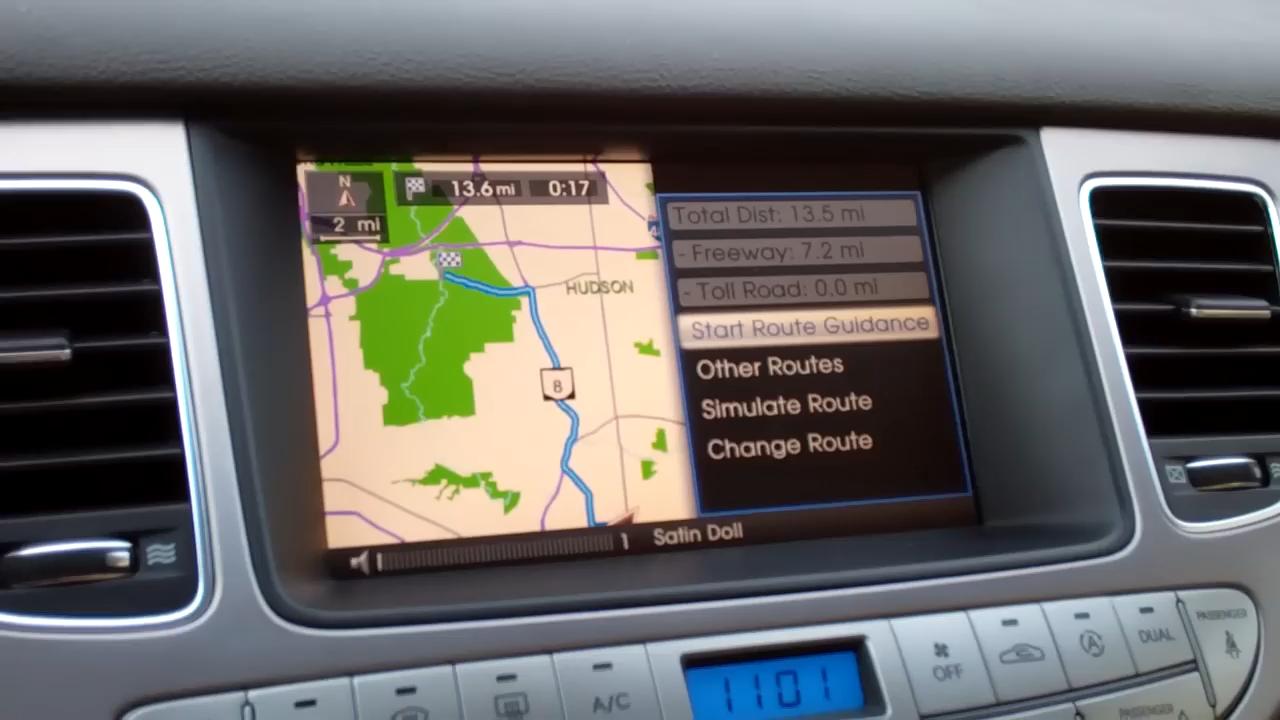 N
2 mi
13.6 mi 0:17
HUDSON
8
Total Dist: 13.5 mi
- Freeway: 7.2 mi
- Toll Road: 0.0 mi
Start Route Guidance
Other Routes
Simulate Route
Change Route
1 Satin Doll
A/C
1101
OFF
A
DUAL
PASSENGER
PASSENGER